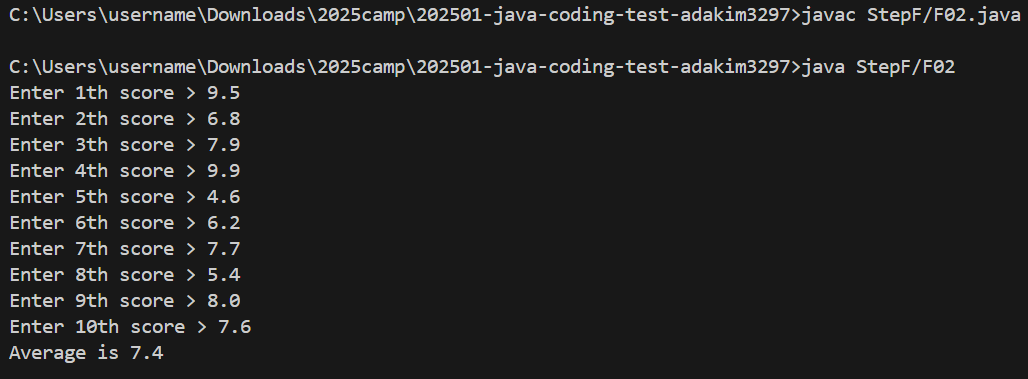 C:\Users\username\Downloads\2025camp\202501-java-coding-test-adakim3297>javac StepF/F02.java
C:\Users\username\Downloads\2025camp\202501-java-coding-test-adakim3297>java StepF/F02
Enter 1th score > 9.5
Enter 2th score > 6.8
Enter 3th score > 7.9
Enter 4th score > 9.9
Enter 5th score > 4.6
Enter 6th score > 6.2
Enter 7th score > 7.7
Enter 8th score > 5.4
Enter 9th score > 8.0
Enter 10th score > 7.6
Average is 7.4